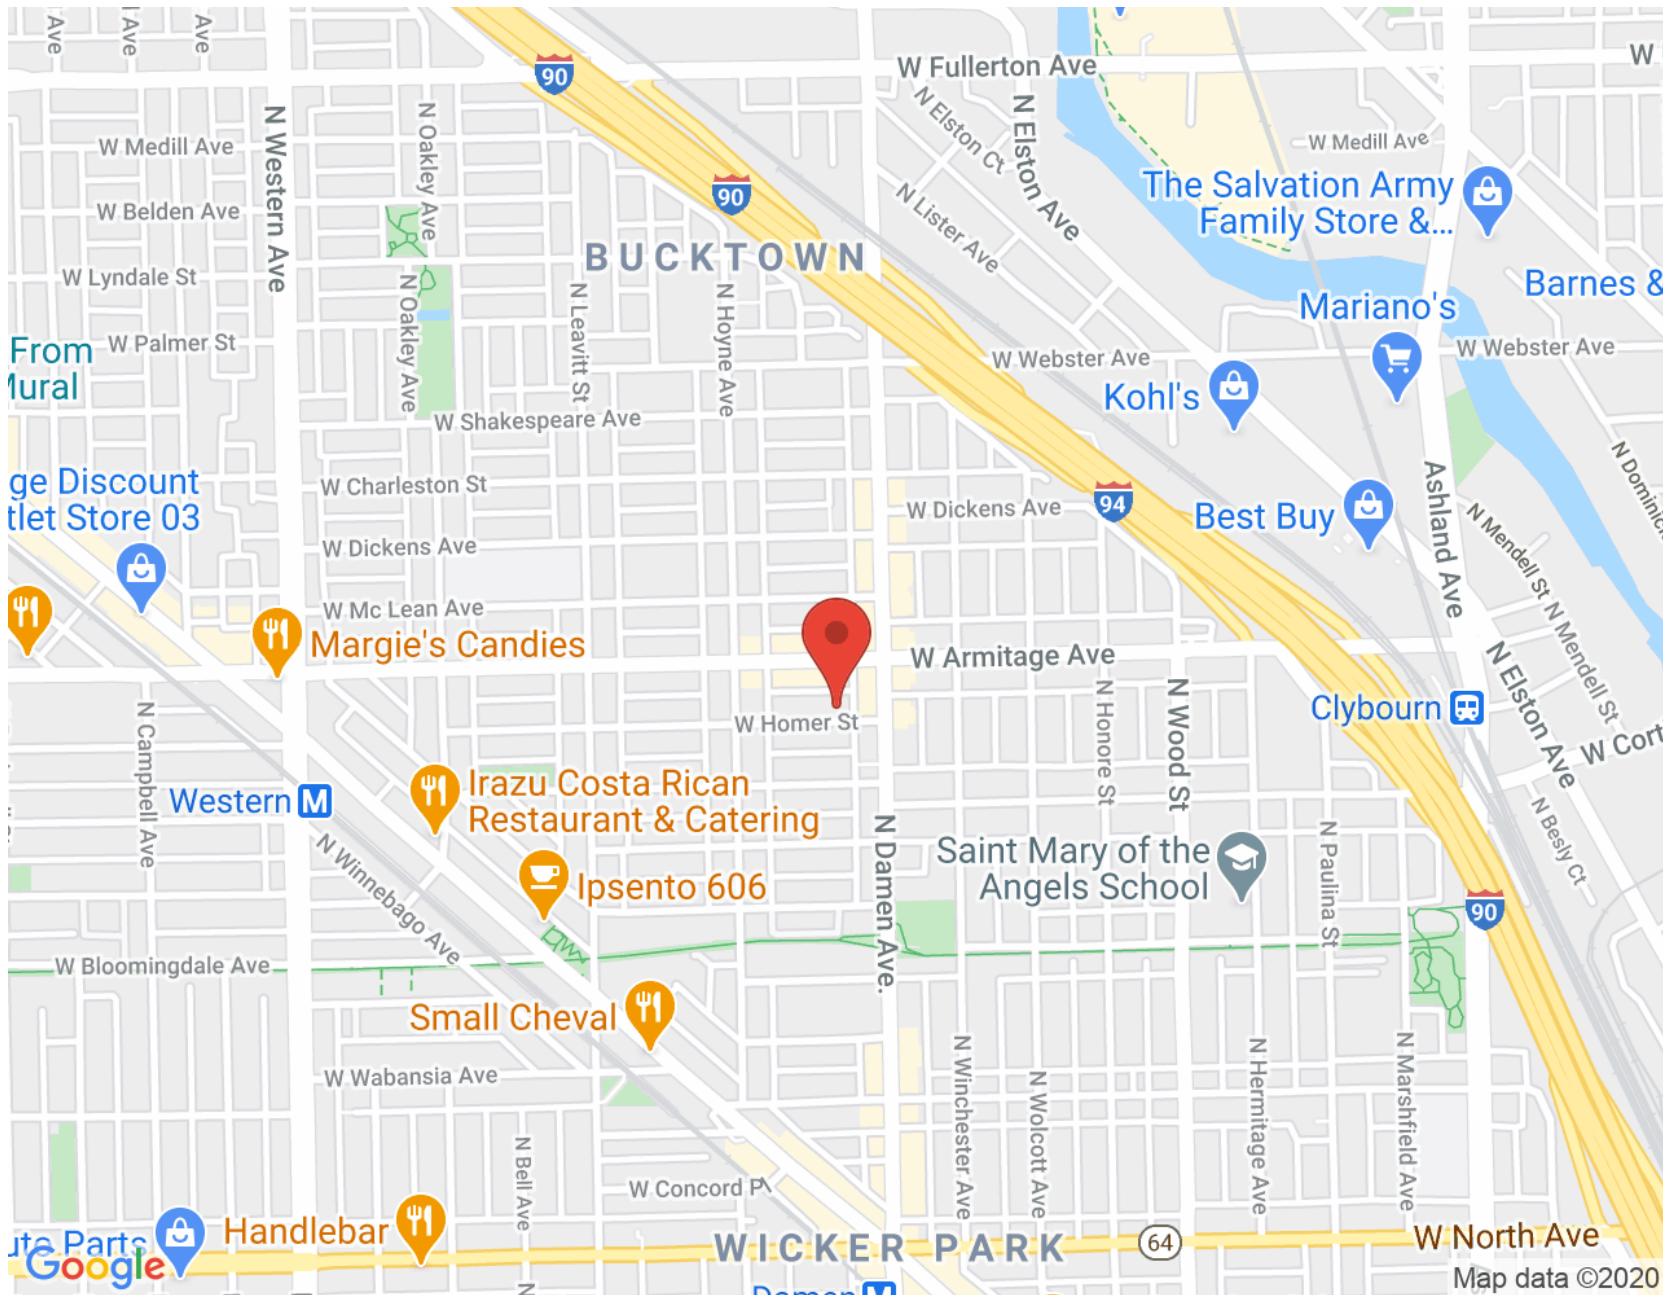 Ave
Ave
Ave
90
W Fullerton Ave
W
N Elston Ct
N Elston Ave
N Western Ave
N Oakley Ave
W Medill Ave
W Medill Ave
The Salvation Army
Family Store &...
90
N Lister Ave
W Belden Ave
BUCKTOWN
W Lyndale St
N Oakley Ave
N Leavitt St
N Hoyne Ave
Barnes &
Mariano's
From
Mural
W Palmer St
W Webster Ave
W Webster Ave
Kohl's
W Shakespeare Ave
ge Discount
tlet Store 03
W Charleston St
W Dickens Ave
94
Best Buy
Ashland Ave
N Mendell St
W Dickens Ave
W Mc Lean Ave
Margie's Candies
W Armitage Ave
N Mendell St
N Elston Ave
N Campbell Ave
W Homer St
N Honore St
N Wood St
Clybourn
W Cort
Western M
Irazu Costa Rican
Restaurant & Catering
N Winnebago Ave
N Damen Ave.
Saint Mary of the
Angels School
N Paulina St
N Besly Ct
Ipsento 606
90
W Bloomingdale Ave
Small Cheval
W Wabansia Ave
N Winchester Ave
N Wolcott Ave
N Hermitage Ave
N Marshfield Ave
N Bell Ave
W Concord Pl
Handlebar
uto Parts
WICKER PARK
64
W North Ave
Google
N
Damen M
Map data ©2020